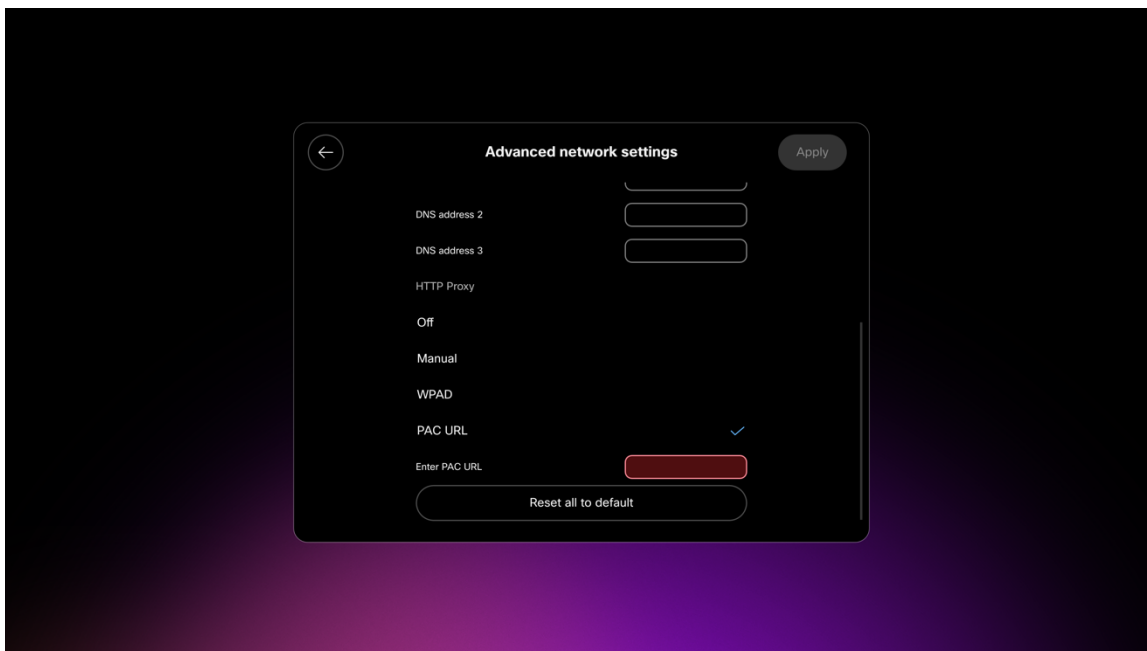 Advanced network settings
Apply
DNS address 2
DNS address 3
HTTP Proxy
Off
Manual
WPAD
PAC URL
Enter PAC URL
Reset all to default